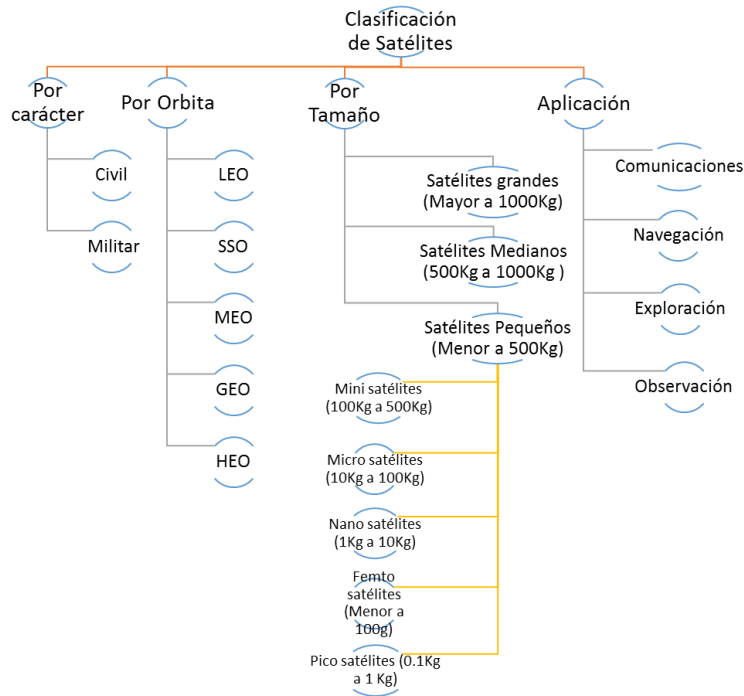 Clasificación
de Satélites
Por
carácter
Civil
Militar
Por Orbita
LEO
SSO
MEO
GEO
HEO
Por
Tamaño
Satélites grandes
(Mayor a 1000Kg)
Satélites Medianos
(500Kg a 1000Kg )
Satélites Pequeños
(Menor a 500Kg)
Mini satélites
(100Kg a 500Kg)
Micro satélites
(10Kg a 100Kg)
Nano satélites
(1Kg a 10Kg)
Femto
satélites
(Menor a
100g)
Pico satélites (0.1Kg
a 1 Kg)
Aplicación
Comunicaciones
Navegación
Exploración
Observación